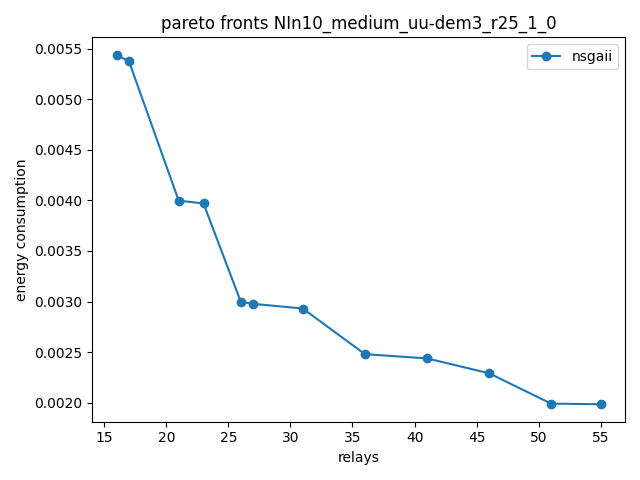 pareto fronts NIn10_medium_uu-dem3_r25_1_0
nsgaii
energy consumption
0.0055
0.0050
0.0045
0.0040
0.0035
0.0030
0.0025
0.0020
15 20 25 30 35 40 45 50 55
relays